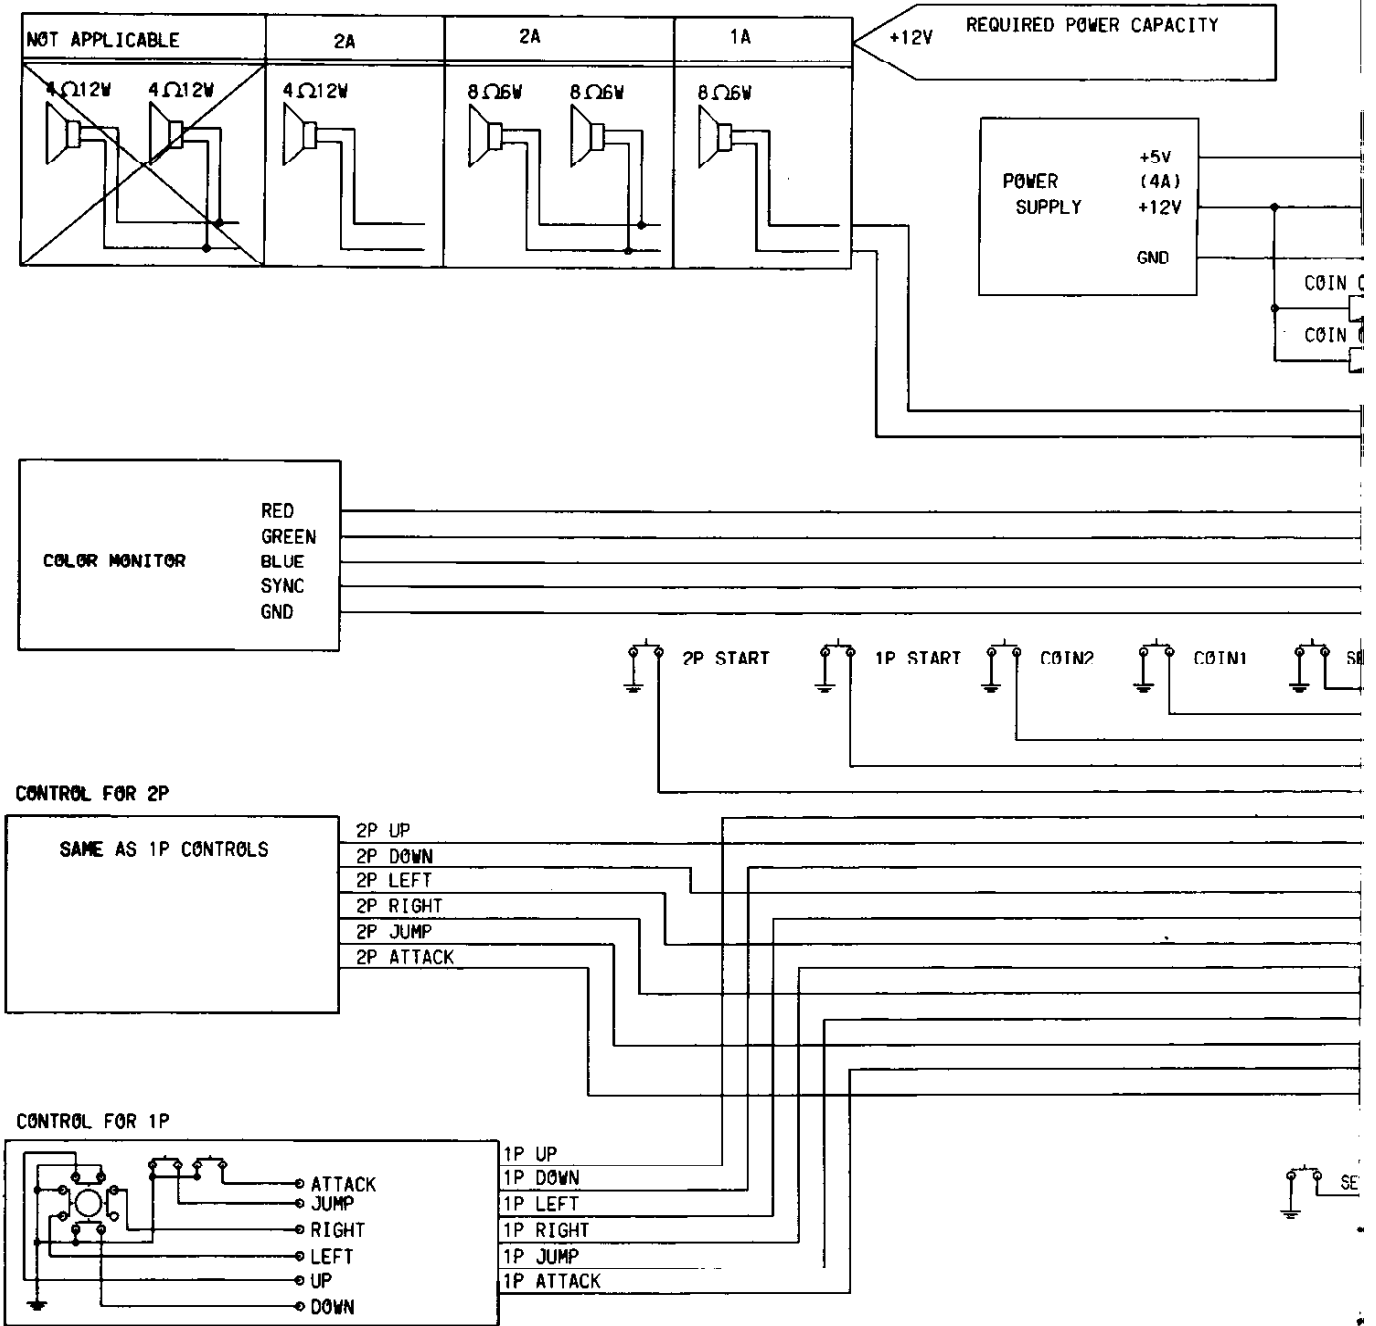 NOT APPLICABLE
2A
2A
1A
+12V
REQUIRED POWER CAPACITY
4Ω12W
4Ω12W
4Ω12W
8Ω6W
8Ω6W
8Ω6W
POWER
SUPPLY
+5V
(4A)
+12V
GND
COIN
COIN
COLOR MONITOR
RED
GREEN
BLUE
SYNC
GND
2P START
1P START
COIN2
COIN1
CONTROL FOR 2P
SAME AS 1P CONTROLS
2P UP
2P DOWN
2P LEFT
2P RIGHT
2P JUMP
2P ATTACK
CONTROL FOR 1P
ATTACK
JUMP
RIGHT
LEFT
UP
DOWN
1P UP
1P DOWN
1P LEFT
1P RIGHT
1P JUMP
1P ATTACK
SE